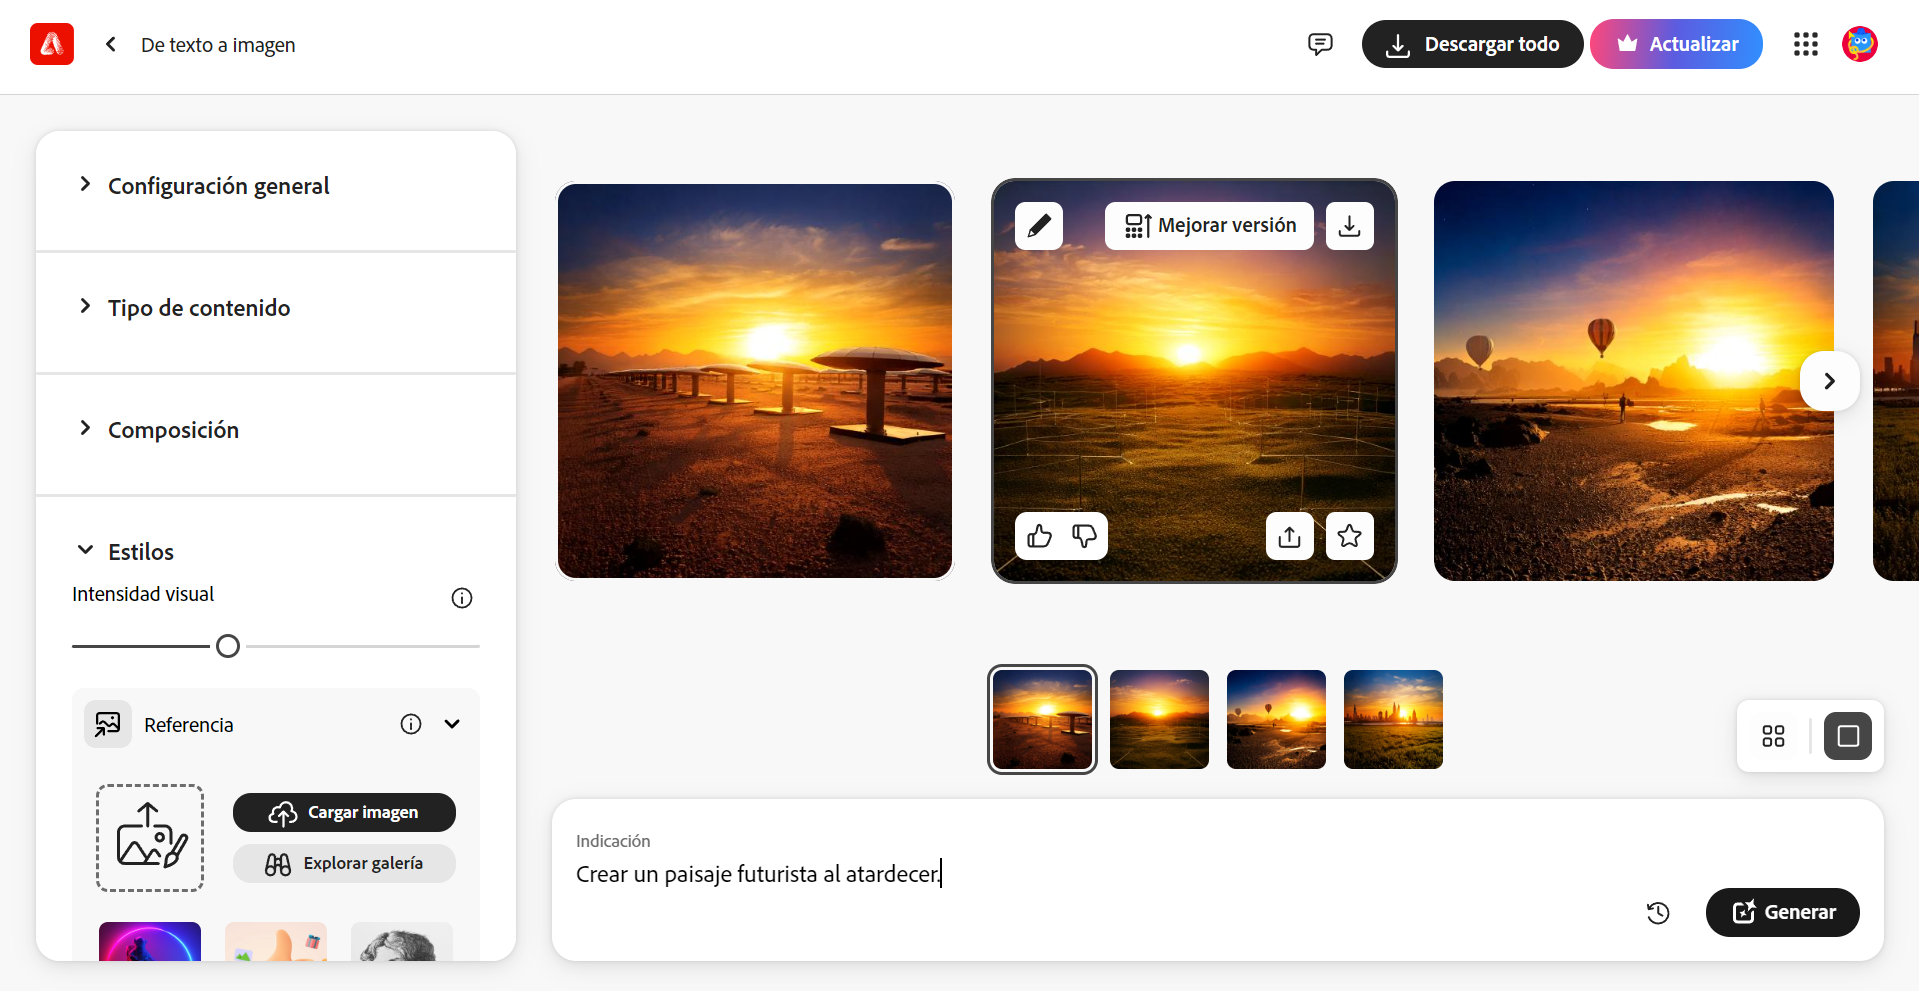 De texto a imagen
Descargar todo
Actualizar
Configuración general
Tipo de contenido
Composición
Estilos
Intensidad visual
Referencia
Cargar imagen
Explorar galería
Mejorar versión
Indicación
Crear un paisaje futurista al atardecer.
Generar